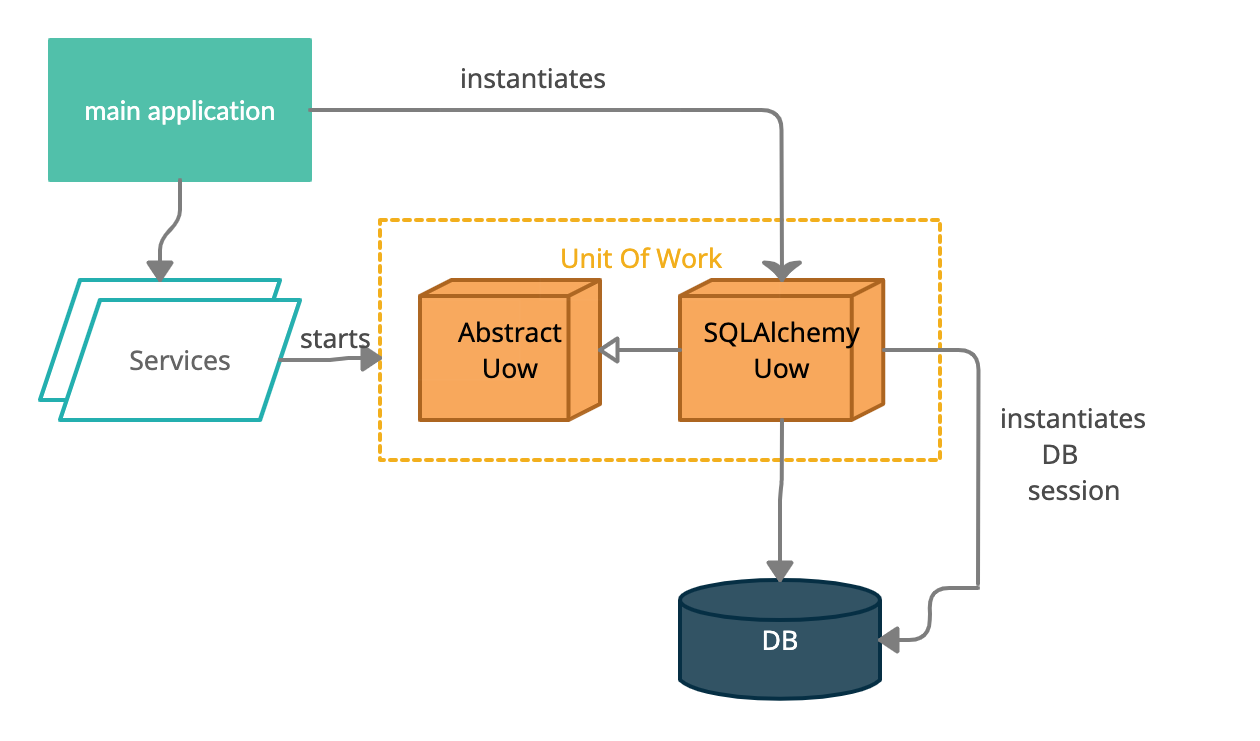 instantiates
main application
Unit Of Work
starts
Services
Abstract
Uow
SQLAlchemy
Uow
instantiates
DB
session
DB